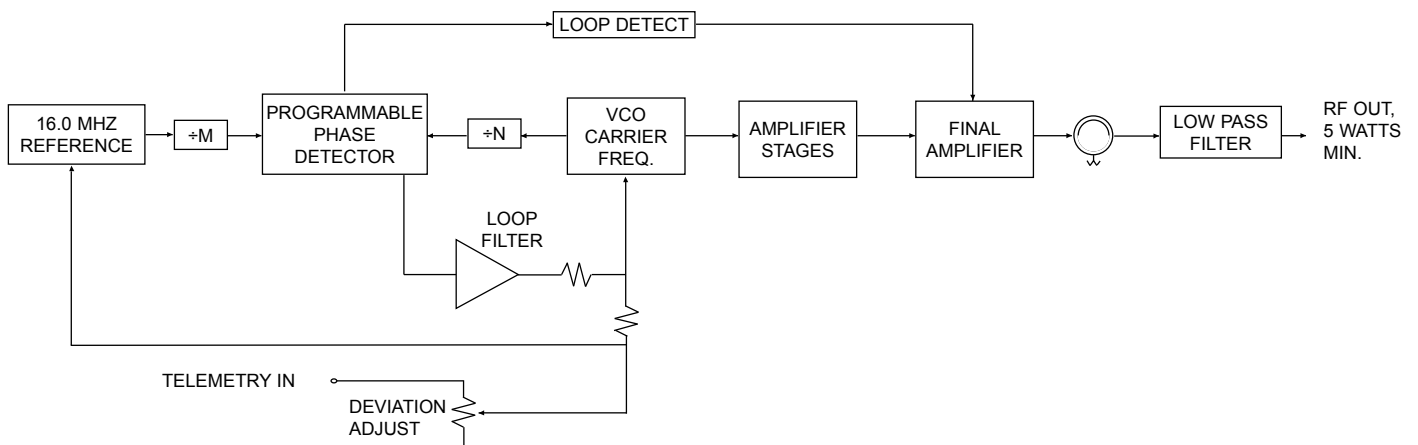 LOOP DETECT
16.0 MHZ
REFERENCE
÷M
PROGRAMMABLE
PHASE
DETECTOR
÷N
VCO
CARRIER
FREQ.
AMPLIFIER
STAGES
FINAL
AMPLIFIER
LOW PASS
FILTER
RF OUT,
5 WATTS
MIN.
LOOP
FILTER
TELEMETRY IN
DEVIATION
ADJUST